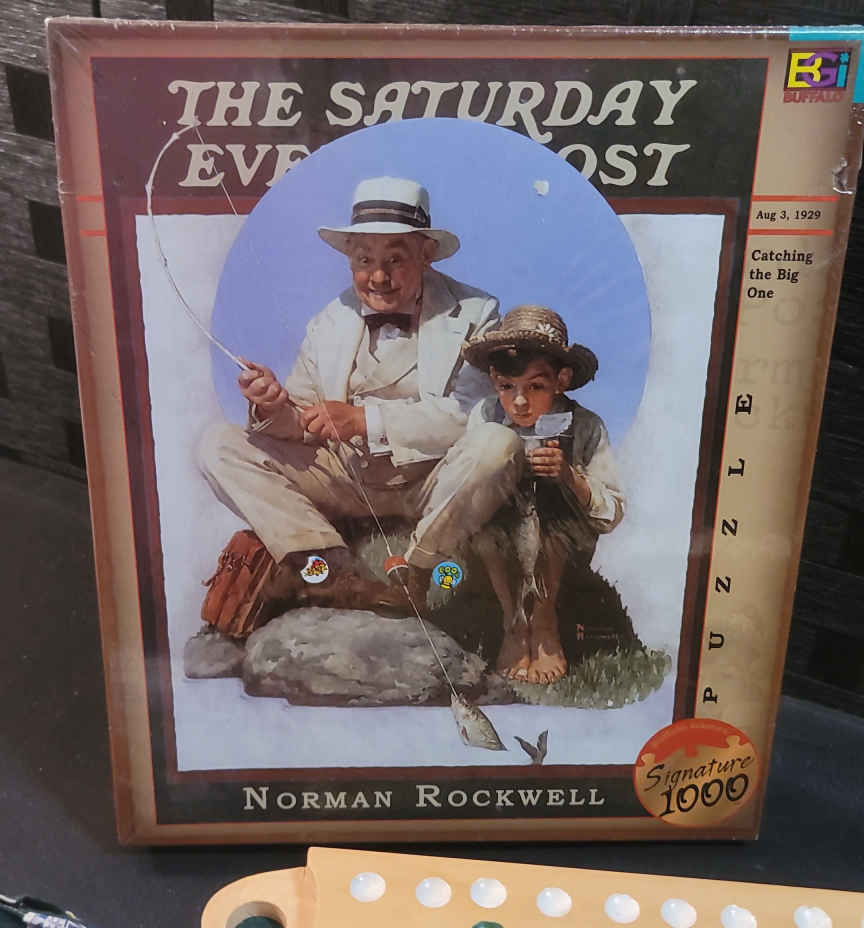 THE SATURDAY
EVE OST
BGI
BUFFALO
Aug 3, 1929
Catching
the Big
One
PUZZLE
Signature
1000
NORMAN ROCKWELL